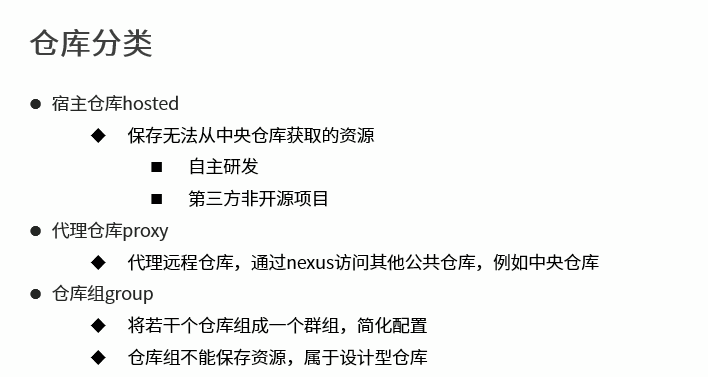 仓库分类
宿主仓库hosted
保存无法从中央仓库获取的资源
自主研发
第三方非开源项目
代理仓库proxy
代理远程仓库，通过nexus访问其他公共仓库，例如中央仓库
仓库组group
将若干个仓库组成一个群组，简化配置
仓库组不能保存资源，属于设计型仓库